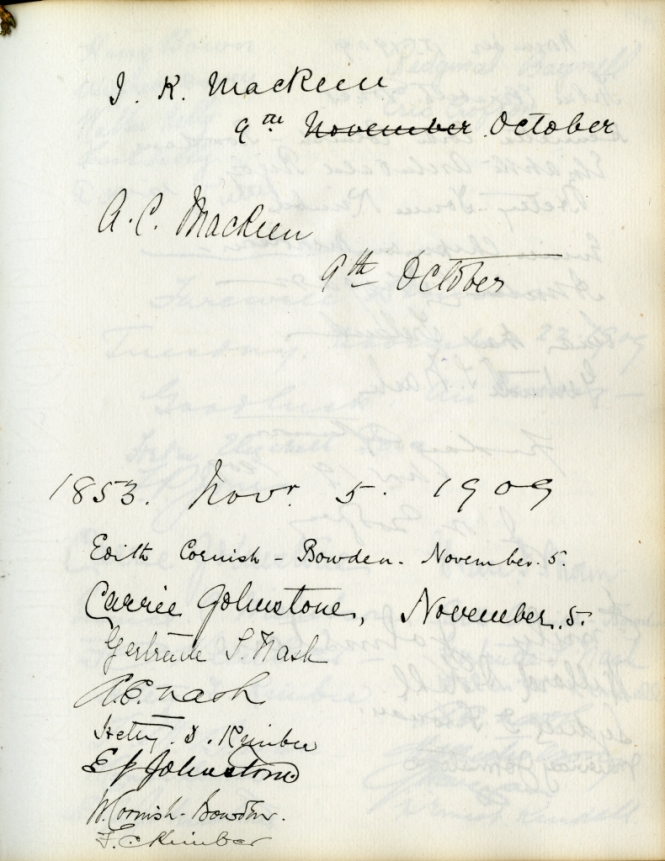 J. K. MacKeen
9th November October
A. C. MacKeen
9th October
1853. Novr. 5. 1909
Edith Cornish - Bowden. November. 5.
Carrie Johnstone, November. 5.
Gertrude S. Nash
A.E. Nash
Hetty. D. Kimber
E J Johnstone
W. Cornish-Bowden.
F. C. Kimber